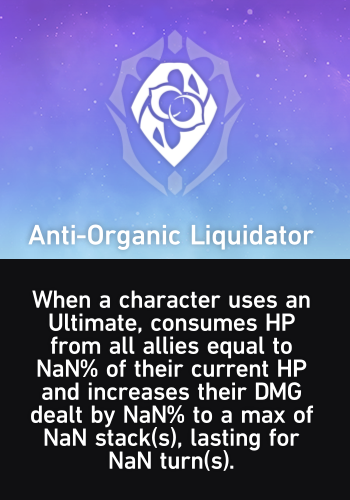 Anti-Organic Liquidator
When a character uses an
Ultimate, consumes HP
from all allies equal to
NaN% of their current HP
and increases their DMG
dealt by NaN% to a max of
NaN stack(s), lasting for
NaN turn(s).